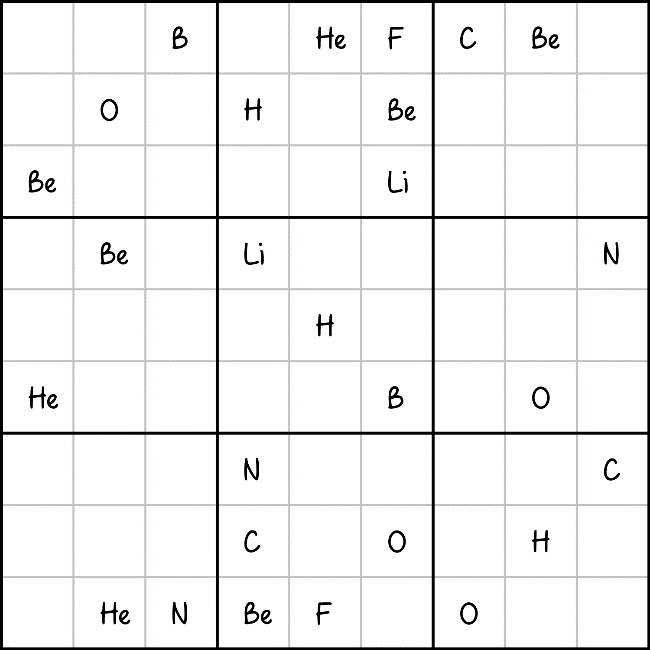 B He F C Be
O H Be
Be Li
Be Li N
H
He B O
N C
C O H
He N Be F O